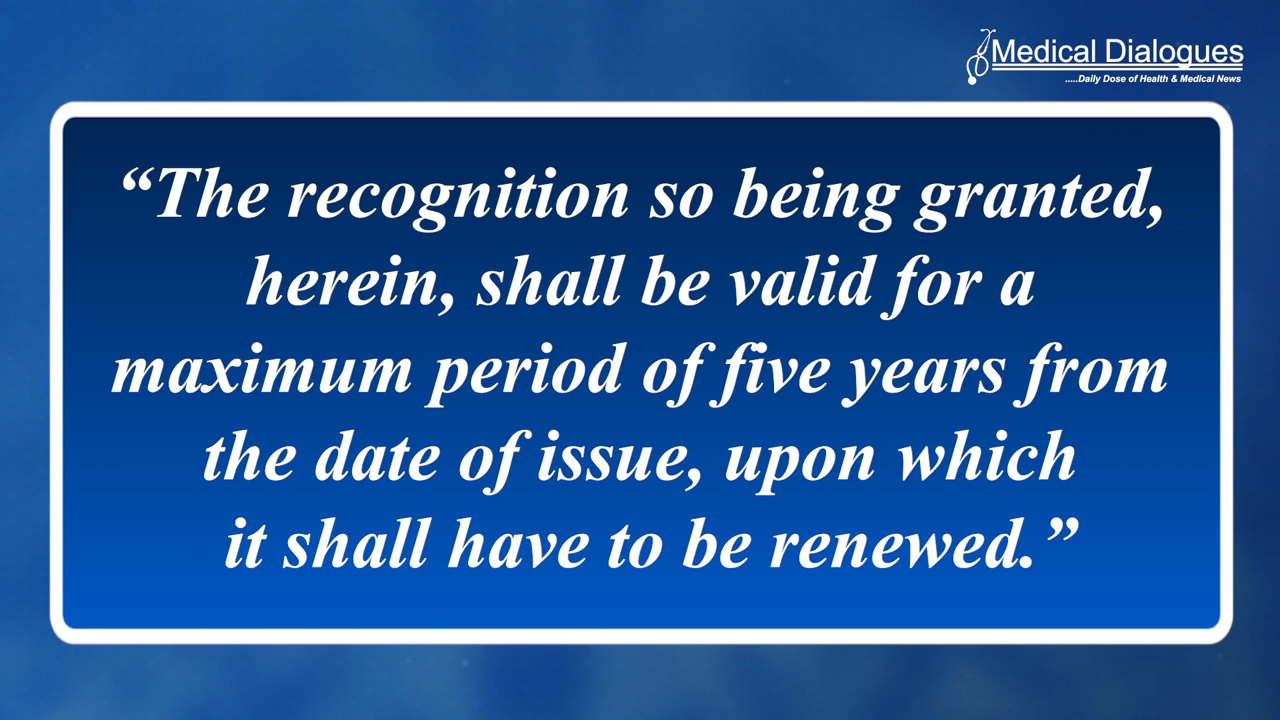 Medical Dialogues
.....Daily Dose of Health & Medical News
“The recognition so being granted,
herein, shall be valid for a
maximum period of five years from
the date of issue, upon which
it shall have to be renewed.”